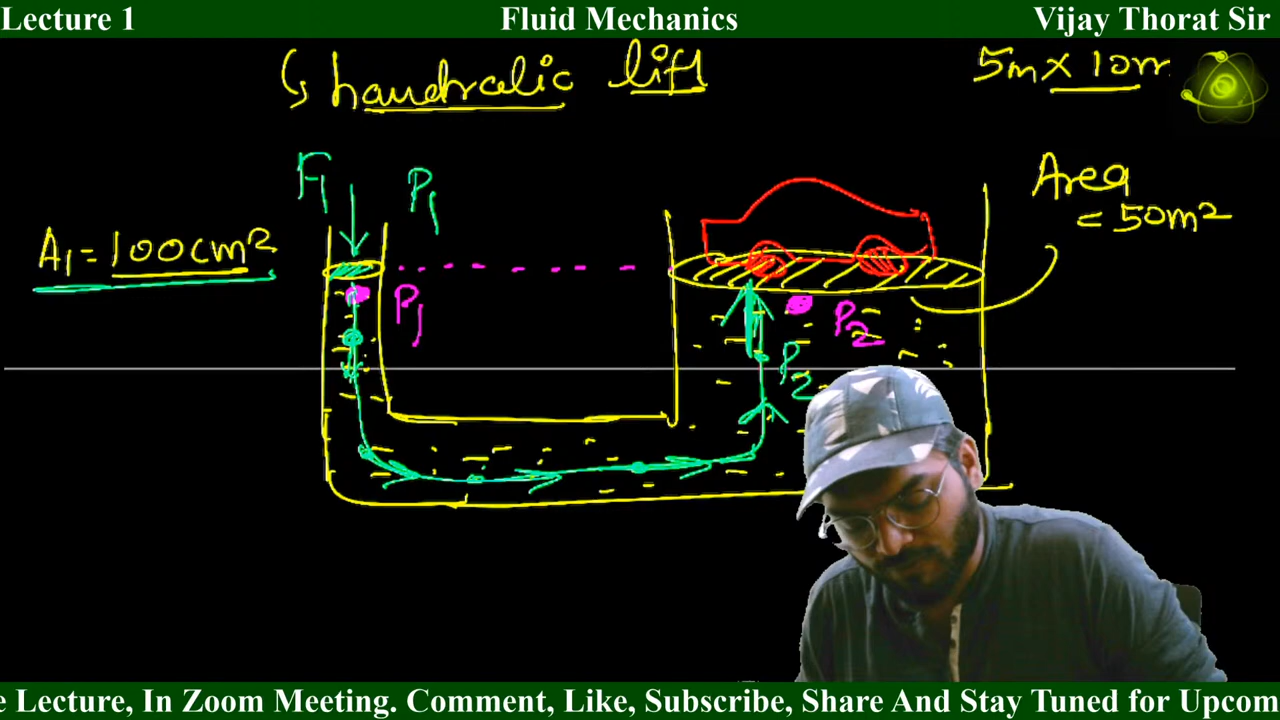 Lecture 1 Fluid Mechanics Vijay Thorat Sir
haudralic lift
5m x 10m
F1
P1
Area
= 50m²
A1 = 100cm²
P1
P2
P2
e Lecture, In Zoom Meeting. Comment, Like, Subscribe, Share And Stay Tuned for Upcom